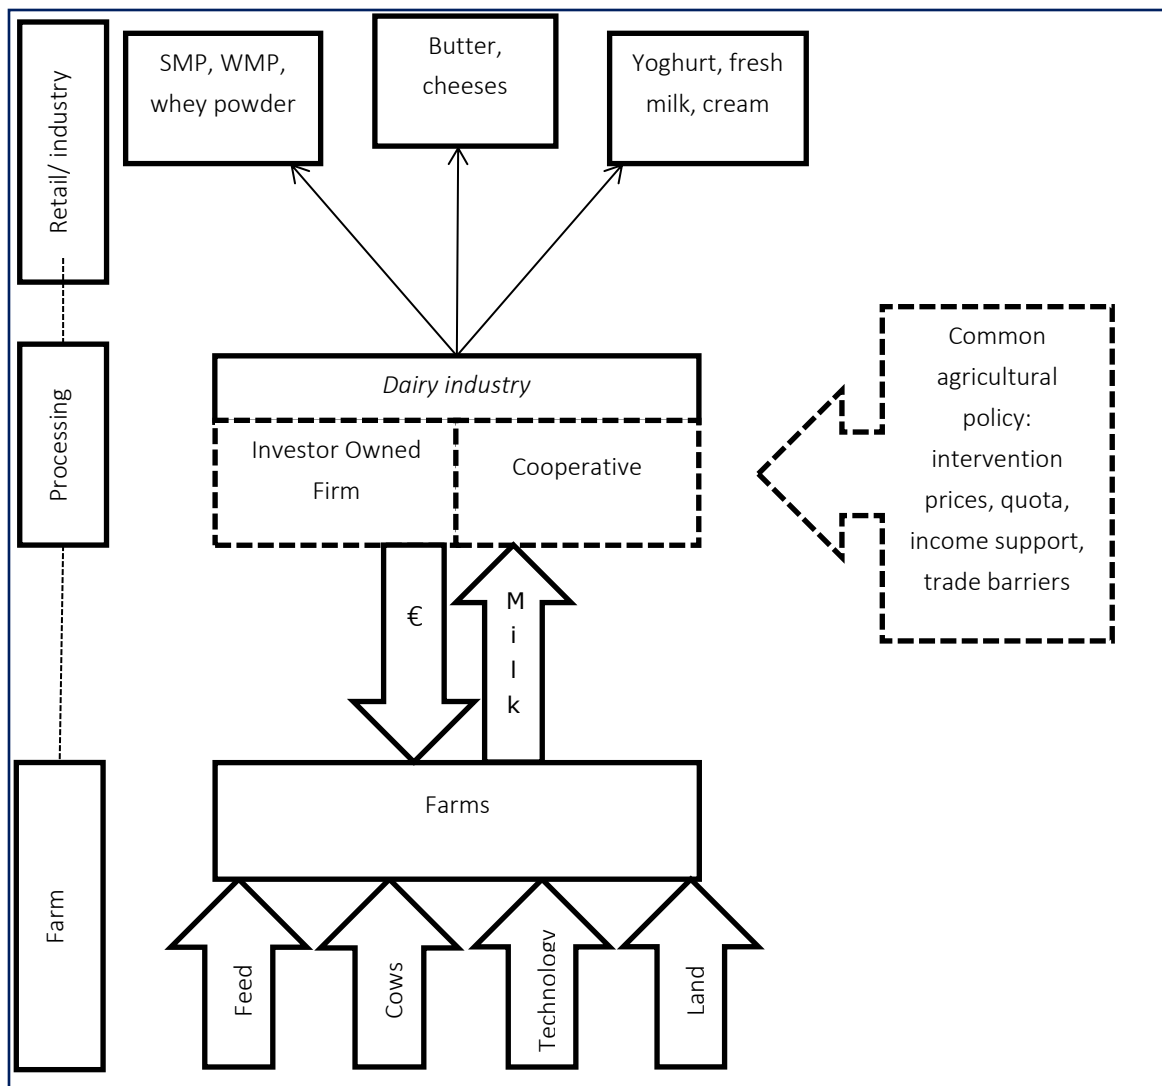 Retail/ industry
SMP, WMP,
whey powder
Butter,
cheeses
Yoghurt, fresh
milk, cream
Processing
Dairy industry
Investor Owned
Firm
Cooperative
Common
agricultural
policy:
intervention
prices, quota,
income support,
trade barriers
€
M
i
l
k
Farm
Farms
Feed
Cows
Technology
Land